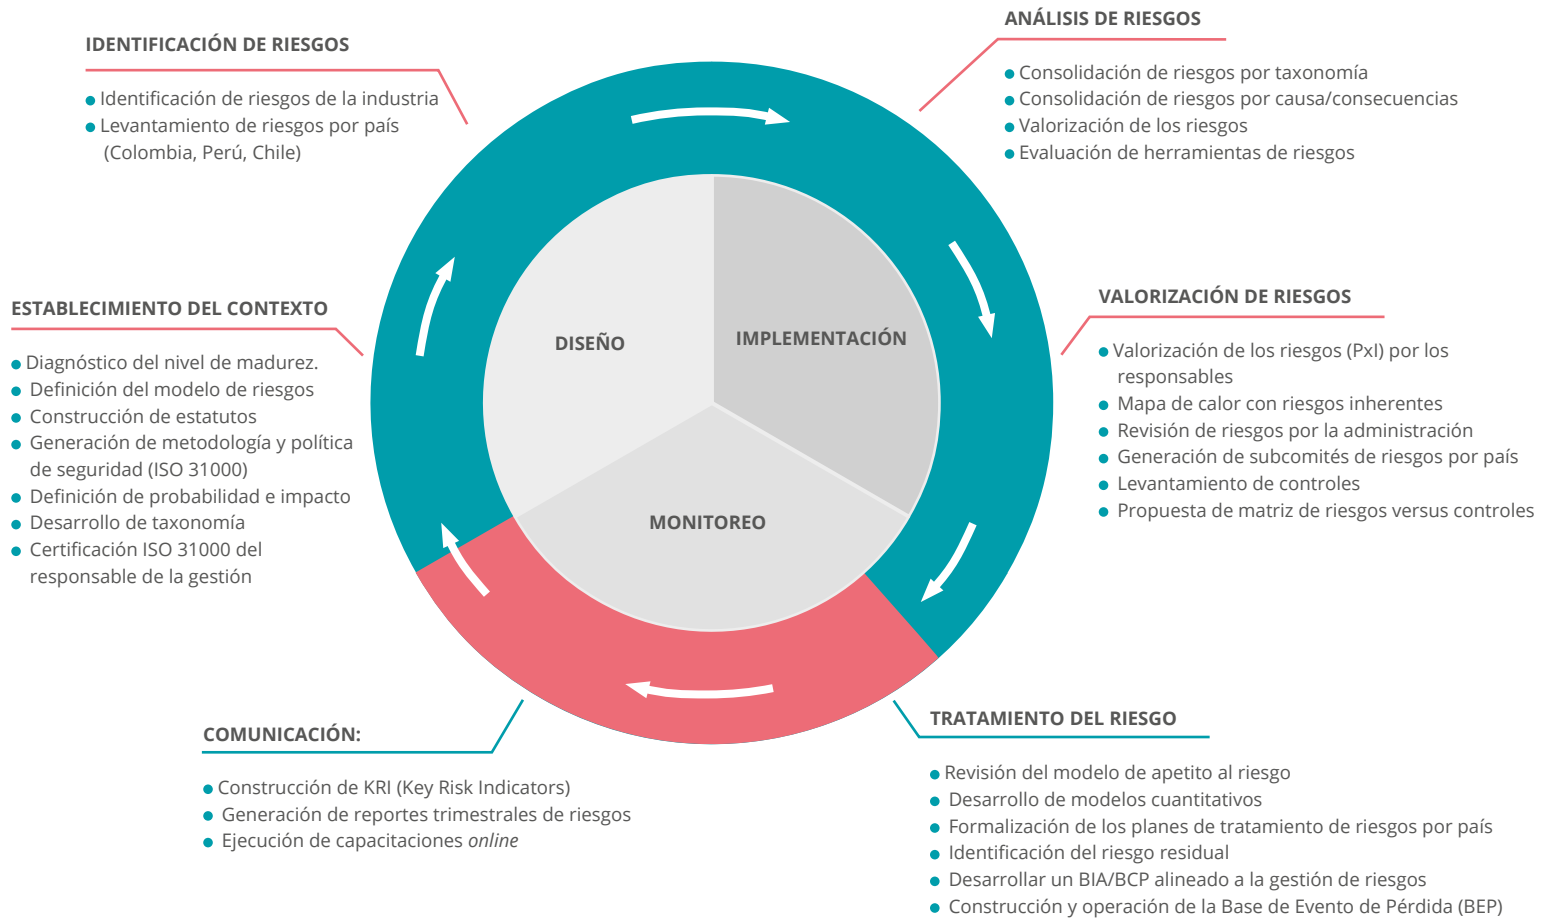 IDENTIFICACIÓN DE RIESGOS
Identificación de riesgos de la industria
Levantamiento de riesgos por país
(Colombia, Perú, Chile)
ANÁLISIS DE RIESGOS
Consolidación de riesgos por taxonomía
Consolidación de riesgos por causa/consecuencias
Valorización de los riesgos
Evaluación de herramientas de riesgos
ESTABLECIMIENTO DEL CONTEXTO
Diagnóstico del nivel de madurez.
Definición del modelo de riesgos
Construcción de estatutos
Generación de metodología y política
de seguridad (ISO 31000)
Definición de probabilidad e impacto
Desarrollo de taxonomía
Certificación ISO 31000 del
responsable de la gestión
DISEÑO
IMPLEMENTACIÓN
MONITOREO
VALORIZACIÓN DE RIESGOS
Valorización de los riesgos (PxI) por los
responsables
Mapa de calor con riesgos inherentes
Revisión de riesgos por la administración
Generación de subcomités de riesgos por país
Levantamiento de controles
Propuesta de matriz de riesgos versus controles
COMUNICACIÓN:
Construcción de KRI (Key Risk Indicators)
Generación de reportes trimestrales de riesgos
Ejecución de capacitaciones online
TRATAMIENTO DEL RIESGO
Revisión del modelo de apetito al riesgo
Desarrollo de modelos cuantitativos
Formalización de los planes de tratamiento de riesgos por país
Identificación del riesgo residual
Desarrollar un BIA/BCP alineado a la gestión de riesgos
Construcción y operación de la Base de Evento de Pérdida (BEP)